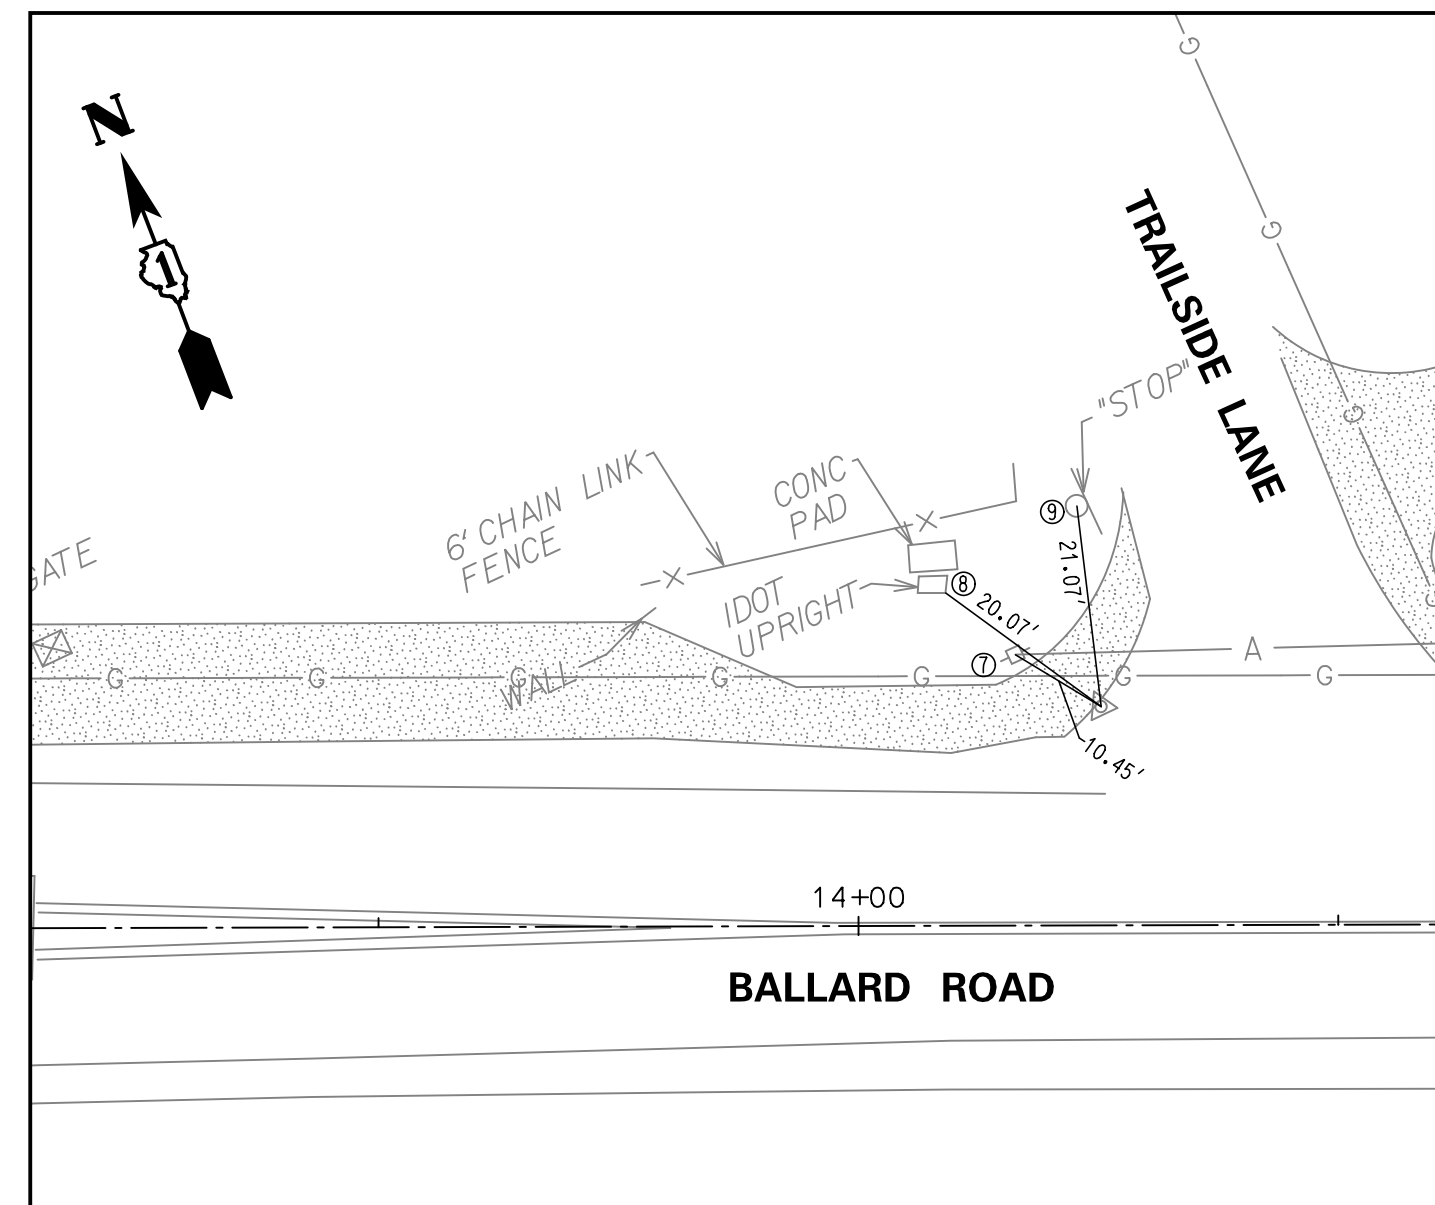 N
1
TRAILSIDE LANE
"STOP"
6' CHAIN LINK
FENCE
CONC
PAD
IDOT
UPRIGHT
WALL
9
8
7
21.07'
20.07'
10.45'
X
X
G
G
G
G
G
G
G
G
G
G
A
14+00
BALLARD ROAD